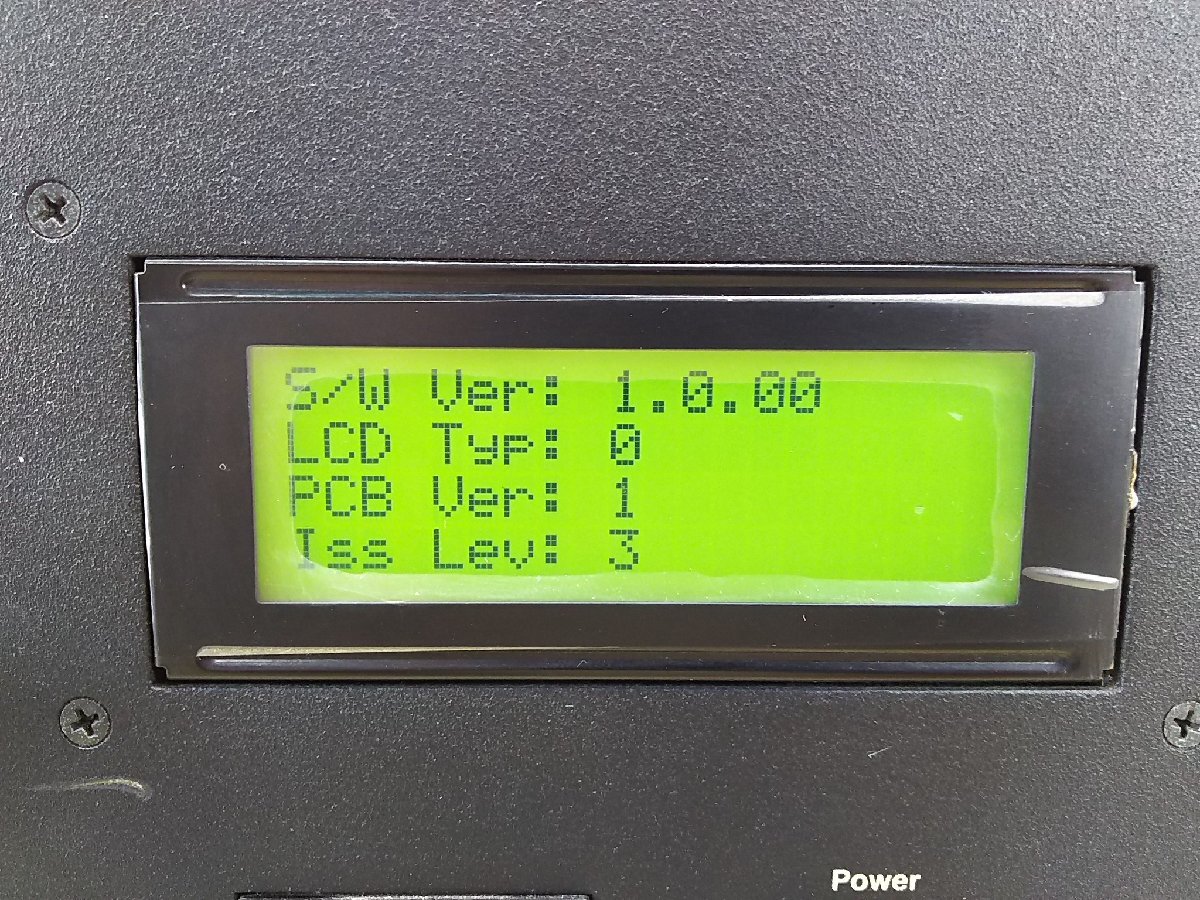 S/W Ver: 1.0.00
LCD Typ: 0
PCB Ver: 1
Iss Lev: 3
Power